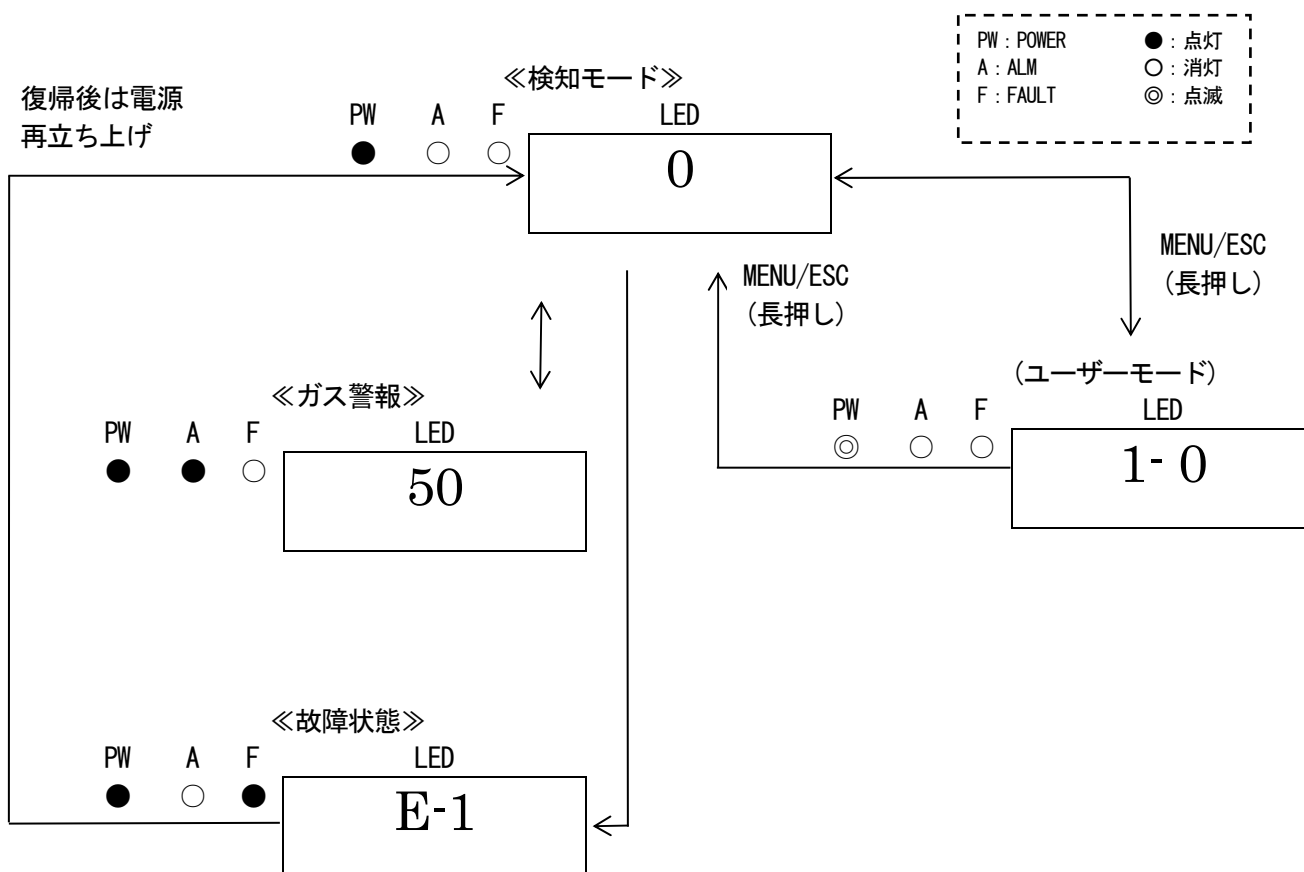 PW：POWER ●：点灯
A：ALM ○：消灯
F：FAULT ◎：点滅
≪検知モード≫
復帰後は電源
再立ち上げ
PW A F LED
● ○ ○
0
MENU/ESC
(長押し)
MENU/ESC
(長押し)
≪ガス警報≫
PW A F LED
● ● ○
50
(ユーザーモード)
PW A F LED
◎ ○ ○
1- 0
≪故障状態≫
PW A F LED
● ○ ●
E-1